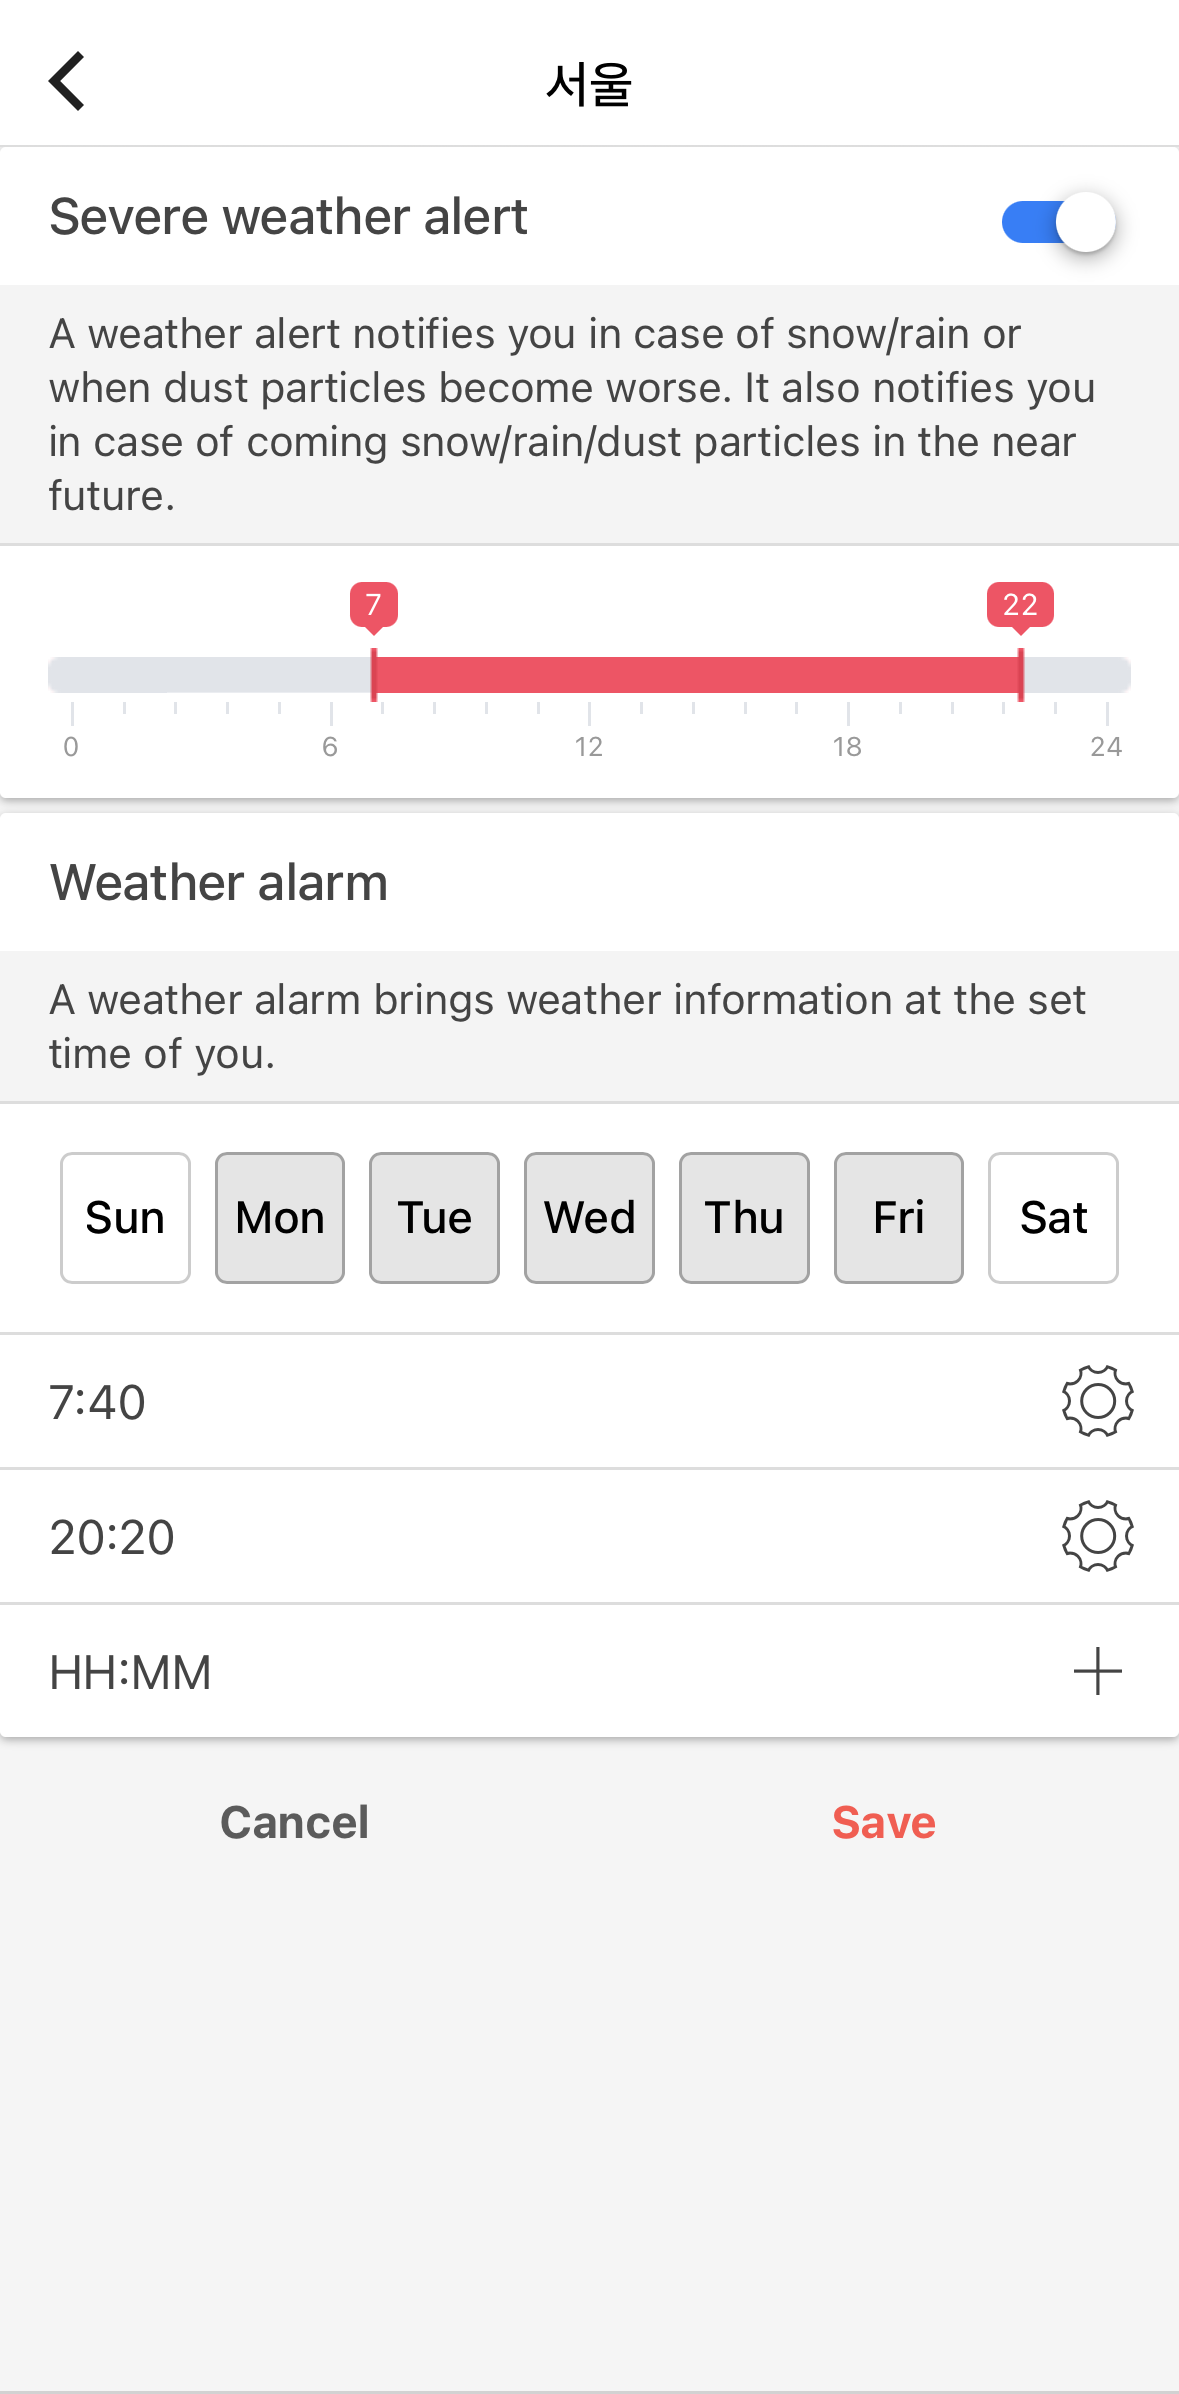 서울
Severe weather alert
A weather alert notifies you in case of snow/rain or
when dust particles become worse. It also notifies you
in case of coming snow/rain/dust particles in the near
future.
7 22
0 6 12 18 24
Weather alarm
A weather alarm brings weather information at the set
time of you.
Sun Mon Tue Wed Thu Fri Sat
7:40
20:20
HH:MM
Cancel Save